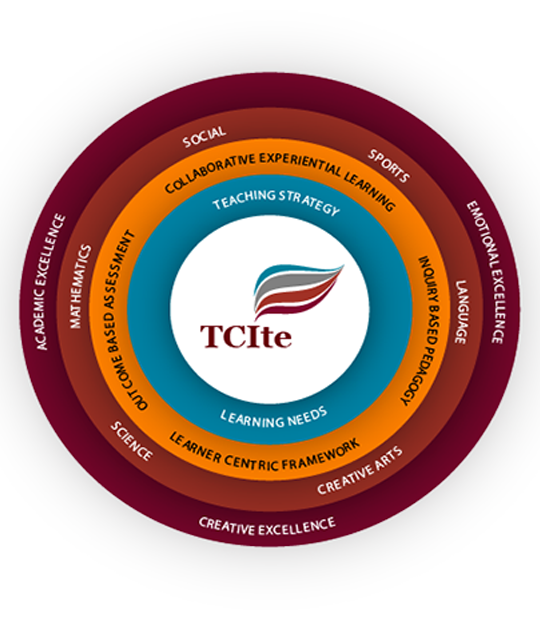 ACADEMIC EXCELLENCE
EMOTIONAL EXCELLENCE
CREATIVE EXCELLENCE
SOCIAL
SPORTS
LANGUAGE
CREATIVE ARTS
SCIENCE
MATHEMATICS
COLLABORATIVE EXPERIENTIAL LEARNING
INQUIRY BASED PEDAGOGY
LEARNER CENTRIC FRAMEWORK
OUTCOME BASED ASSESSMENT
TEACHING STRATEGY
LEARNING NEEDS
TCIte